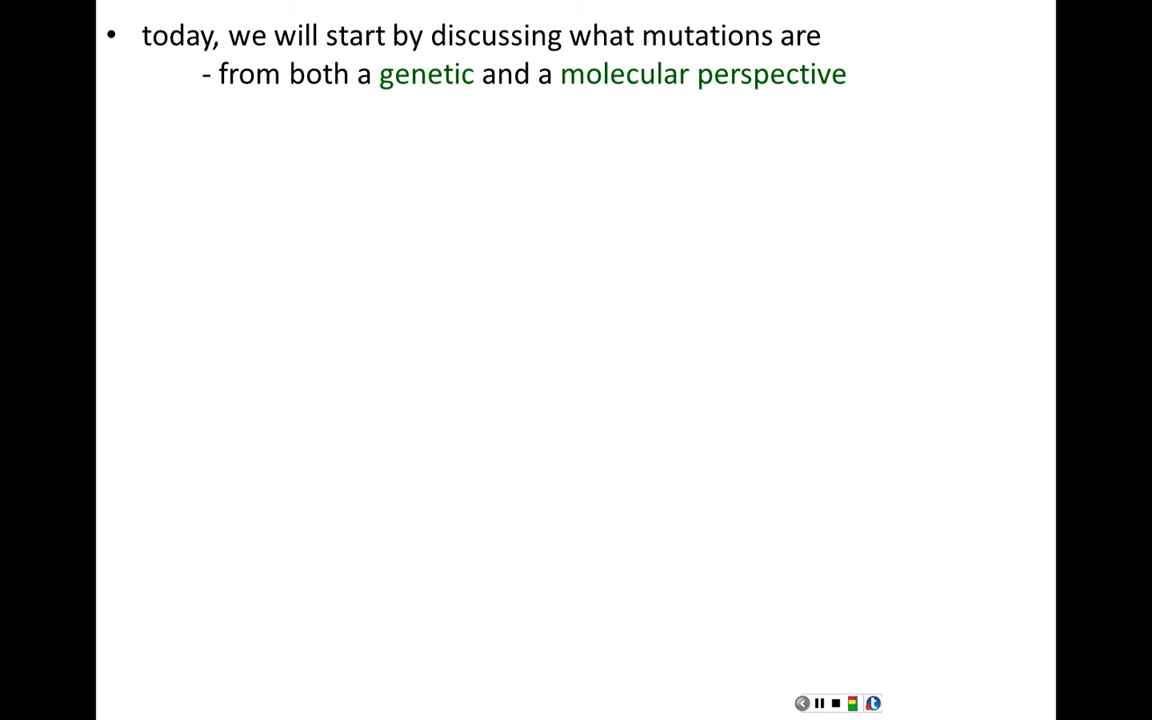 • today, we will start by discussing what mutations are
- from both a genetic and a molecular perspective